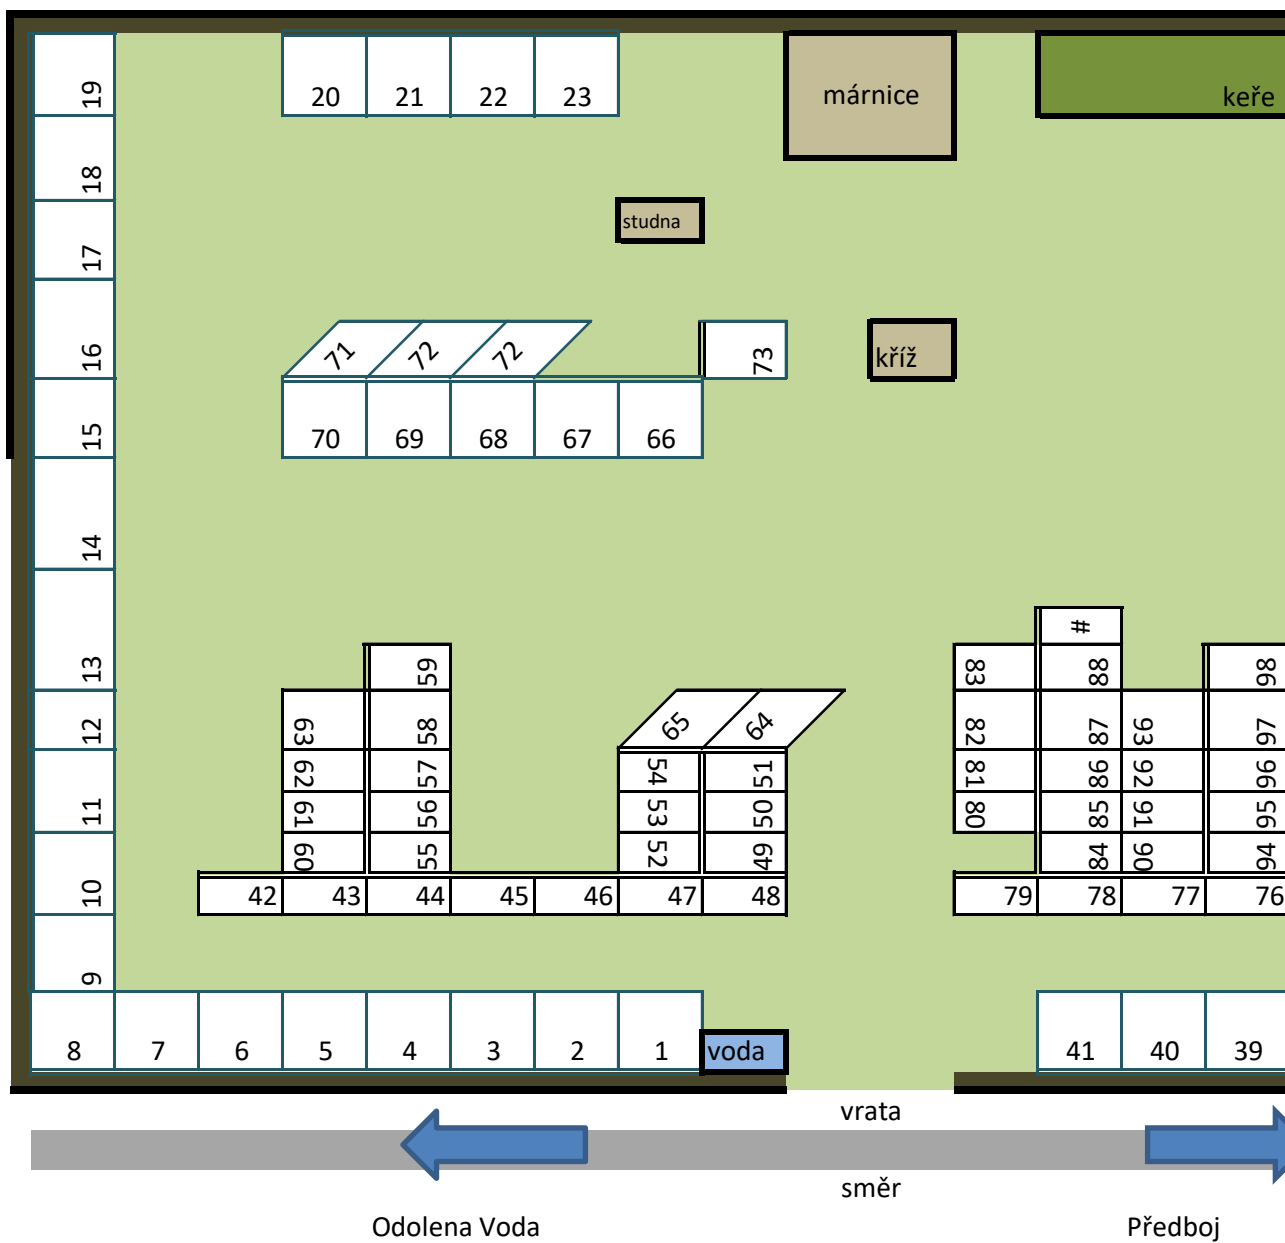 19 20 21 22 23 márnice keře
18
studna
17
16 71 72 72 73 kříž
15 70 69 68 67 66
14
#
13 59 83 88 98
12 63 58 65 64 82 87 93 97
62 57 54 51 81 86 92 96
11 61 56 53 50 80 85 91 95
60 55 52 49 84 90 94
10 42 43 44 45 46 47 48 79 78 77 76
9
8 7 6 5 4 3 2 1 voda 41 40 39
vrata
směr
Odolena Voda Předboj